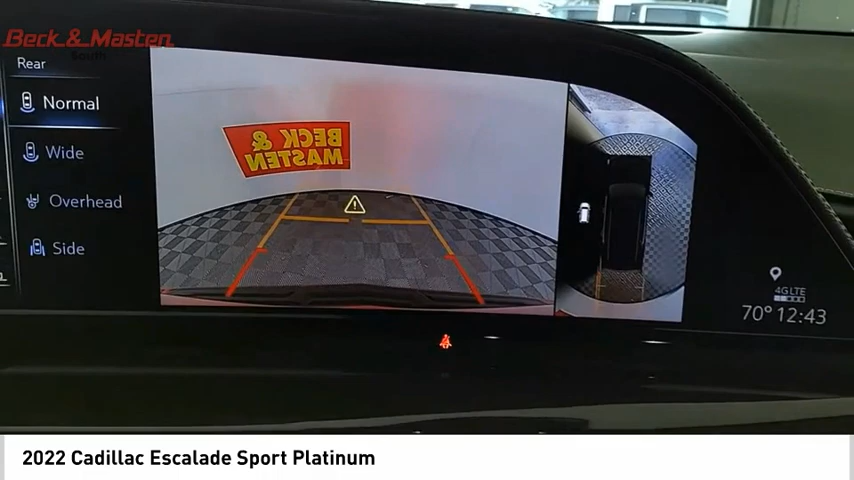 Beck & Masten
South
Rear
Normal
Wide
Overhead
Side
BECK &
MASTEN
4G LTE
70° 12:43
2022 Cadillac Escalade Sport Platinum